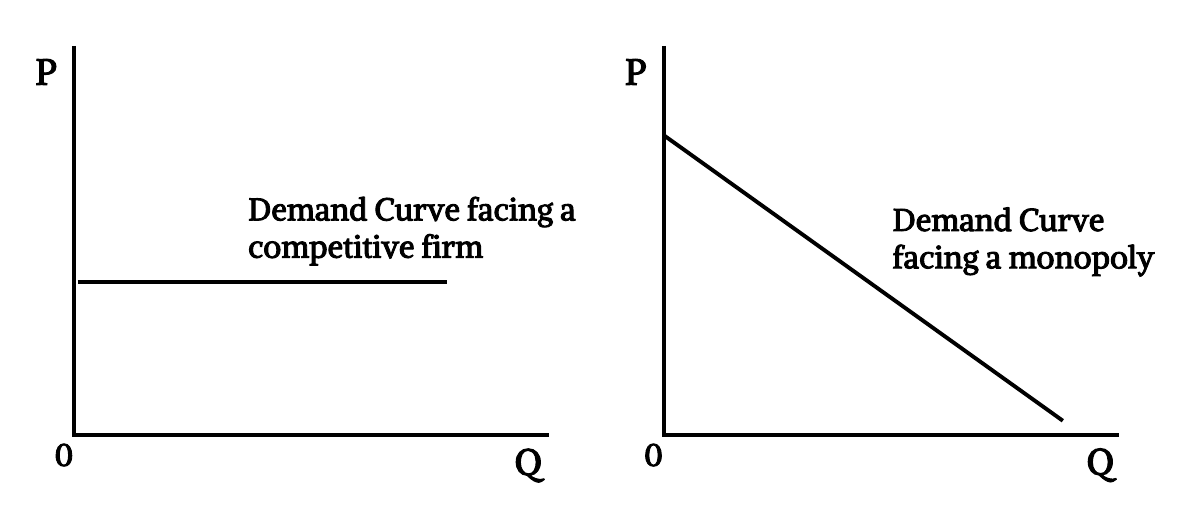 P
Demand Curve facing a
competitive firm
0
Q
P
Demand Curve
facing a monopoly
0
Q